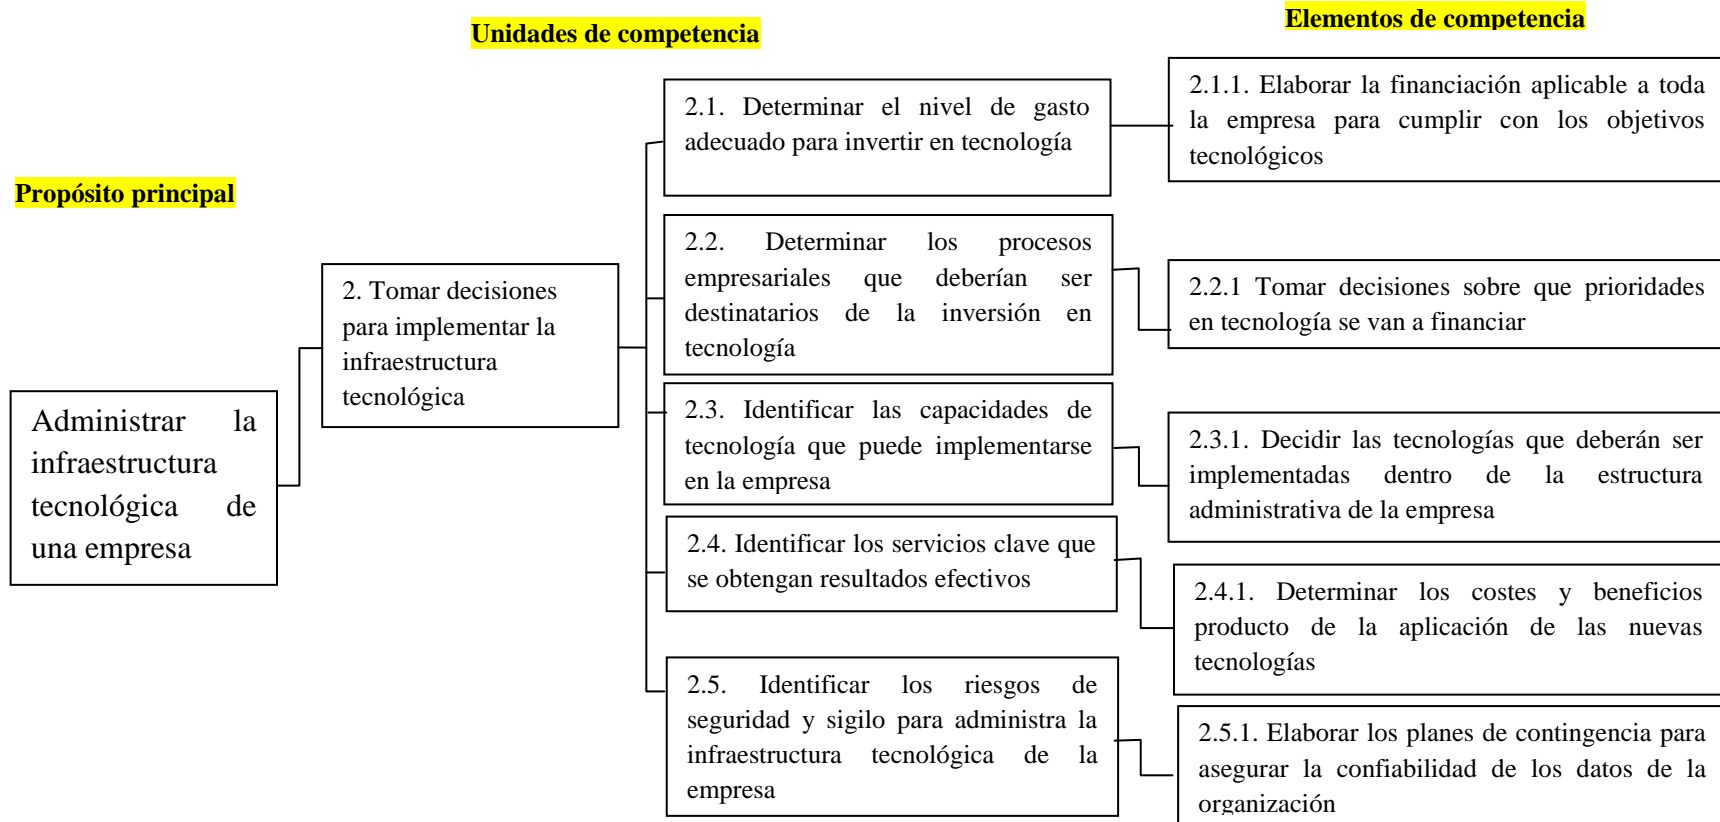 Unidades de competencia
Elementos de competencia
Propósito principal
Administrar la
infraestructura
tecnológica de
una empresa
2. Tomar decisiones
para implementar la
infraestructura
tecnológica
2.1. Determinar el nivel de gasto
adecuado para invertir en tecnología
2.1.1. Elaborar la financiación aplicable a toda
la empresa para cumplir con los objetivos
tecnológicos
2.2. Determinar los procesos
empresariales que deberían ser
destinatarios de la inversión en
tecnología
2.2.1 Tomar decisiones sobre que prioridades
en tecnología se van a financiar
2.3. Identificar las capacidades de
tecnología que puede implementarse
en la empresa
2.3.1. Decidir las tecnologías que deberán ser
implementadas dentro de la estructura
administrativa de la empresa
2.4. Identificar los servicios clave que
se obtengan resultados efectivos
2.4.1. Determinar los costes y beneficios
producto de la aplicación de las nuevas
tecnologías
2.5. Identificar los riesgos de
seguridad y sigilo para administra la
infraestructura tecnológica de la
empresa
2.5.1. Elaborar los planes de contingencia para
asegurar la confiabilidad de los datos de la
organización